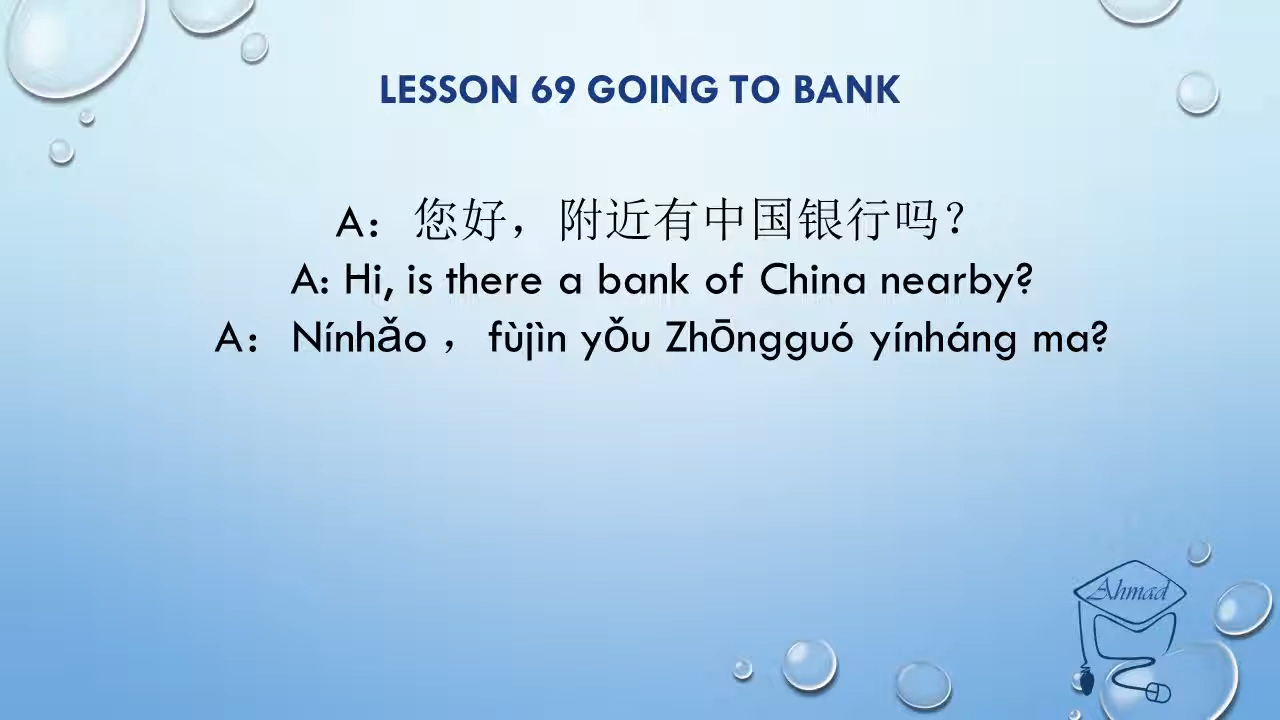 LESSON 69 GOING TO BANK
A：您好，附近有中国银行吗？
A: Hi, is there a bank of China nearby?
A：Nínhǎo ，fùjìn yǒu Zhōngguó yínháng ma?
Ahmad